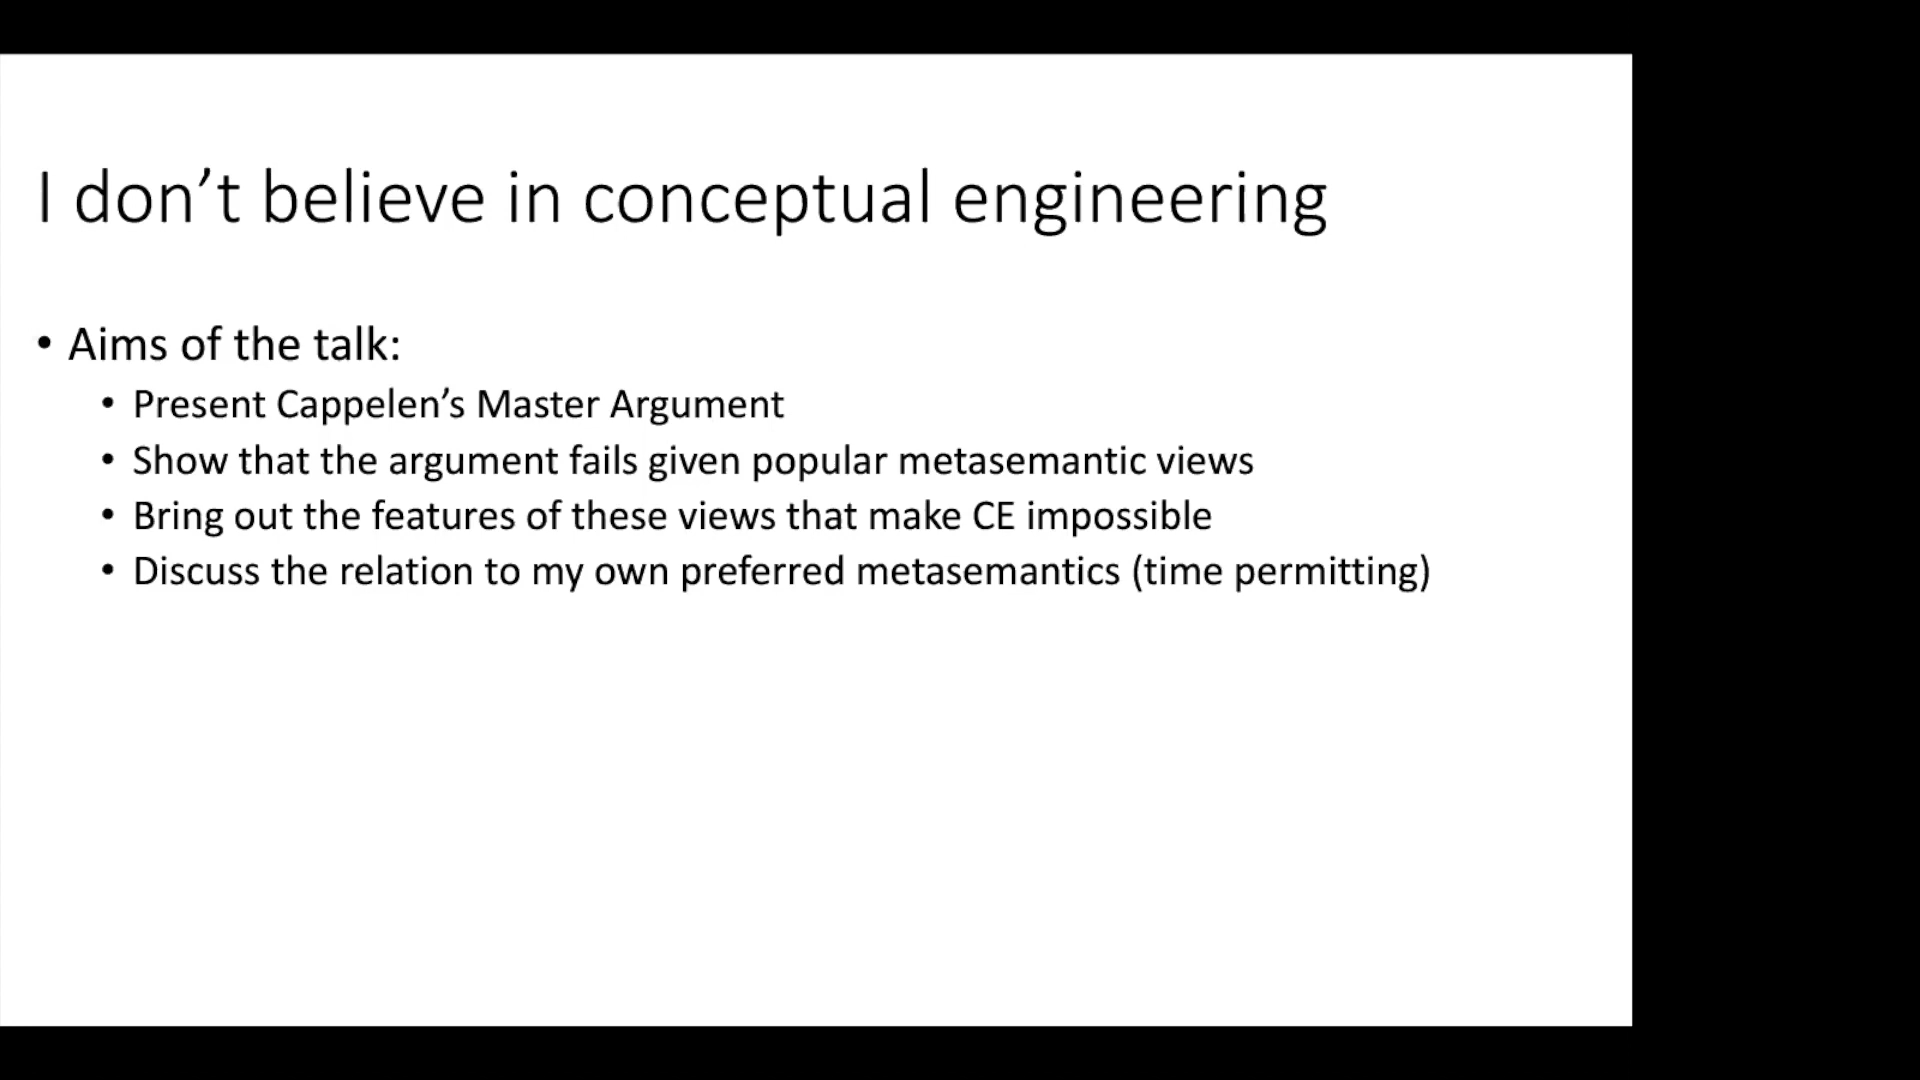 I don’t believe in conceptual engineering
• Aims of the talk:
• Present Cappelen’s Master Argument
• Show that the argument fails given popular metasemantic views
• Bring out the features of these views that make CE impossible
• Discuss the relation to my own preferred metasemantics (time permitting)